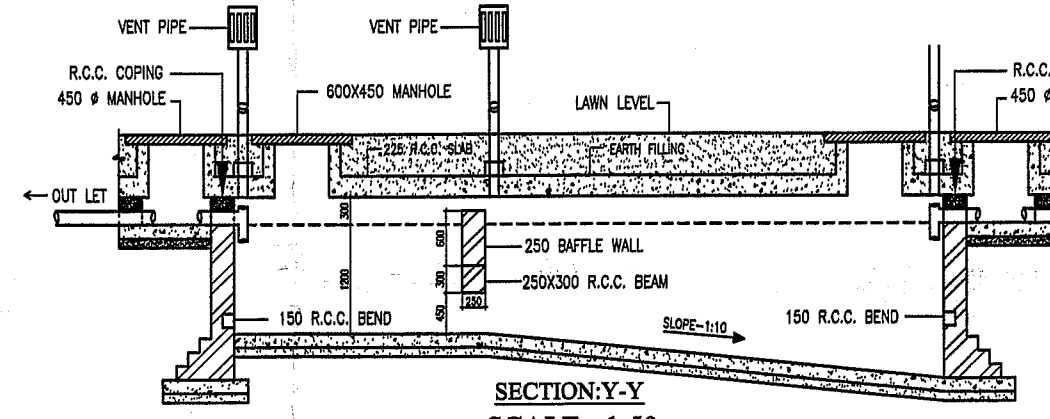 VENT PIPE
VENT PIPE
R.C.C. COPING
R.C.C.
450 Ø MANHOLE
600X450 MANHOLE
LAWN LEVEL
450 Ø
225 R.C.C. SLAB
EARTH FILLING
← OUT LET
300
600
250 BAFFLE WALL
1200
300
250X300 R.C.C. BEAM
250
450
150 R.C.C. BEND
SLOPE-1:10
150 R.C.C. BEND
SECTION:Y-Y